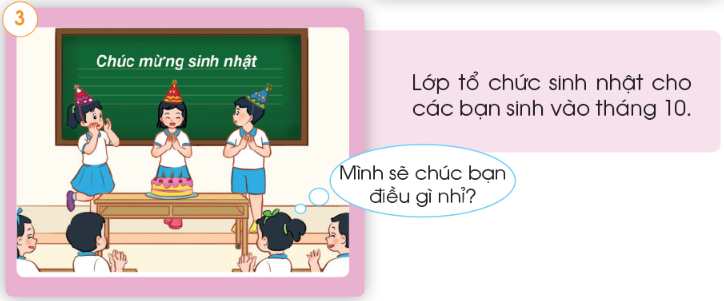 3
Chúc mừng sinh nhật
Lớp tổ chức sinh nhật cho
các bạn sinh vào tháng 10.
Mình sẽ chúc bạn
điều gì nhỉ?